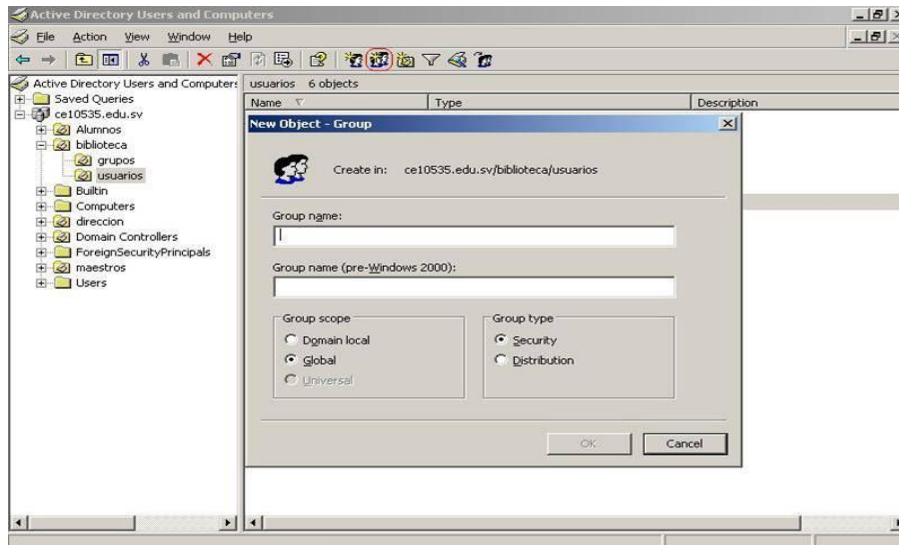 Active Directory Users and Computers
File Action View Window Help
Active Directory Users and Computers
Saved Queries
ce10535.edu.sv
Alumnos
biblioteca
grupos
usuarios
Builtin
Computers
direccion
Domain Controllers
ForeignSecurityPrincipals
maestros
Users
usuarios 6 objects
Name Type Description
New Object - Group
Create in: ce10535.edu.sv/biblioteca/usuarios
Group name:
Group name (pre-Windows 2000):
Group scope
Domain local
Global
Universal
Group type
Security
Distribution
OK Cancel